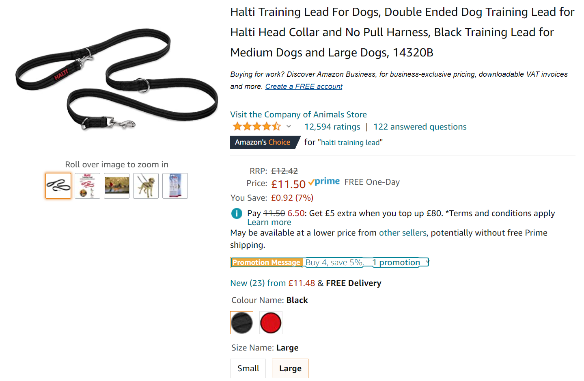 Halti Training Lead For Dogs, Double Ended Dog Training Lead for
Halti Head Collar and No Pull Harness, Black Training Lead for
Medium Dogs and Large Dogs, 14320B
Buying for work? Discover Amazon Business, for business-exclusive pricing, downloadable VAT invoices
and more. Create a FREE account
Visit the Company of Animals Store
12,594 ratings | 122 answered questions
Amazon's Choice for "halti training lead"
HALTI
Roll over image to zoom in
RRP: £12.42
Price: £11.50 prime FREE One-Day
You Save: £0.92 (7%)
Pay 11.50 6.50: Get £5 extra when you top up £80. *Terms and conditions apply
Learn more
May be available at a lower price from other sellers, potentially without free Prime
shipping.
Promotion Message Buy 4, save 5%. 1 promotion
New (23) from £11.48 & FREE Delivery
Colour Name: Black
Size Name: Large
Small Large